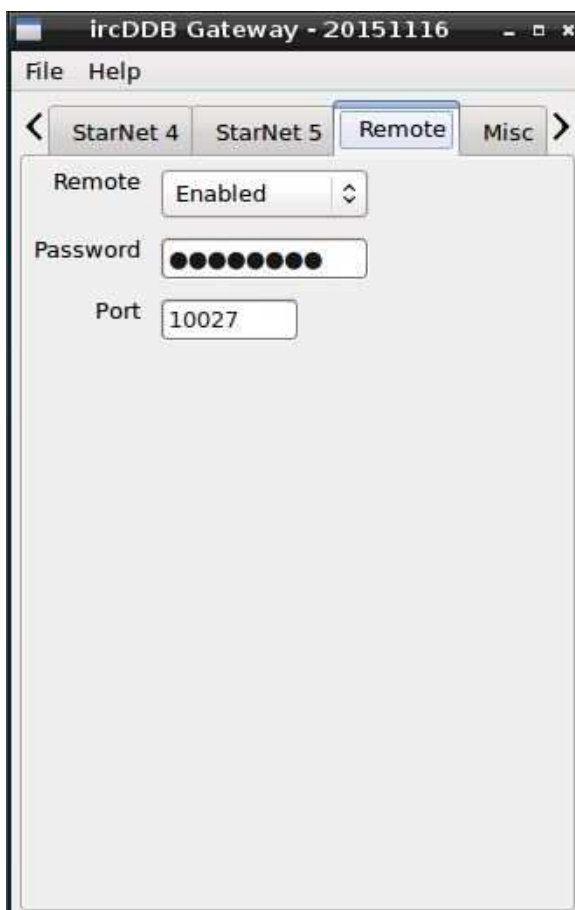 ircDDB Gateway - 20151116
File Help
StarNet 4 StarNet 5 Remote Misc
Remote Enabled
Password ●●●●●●●●
Port 10027